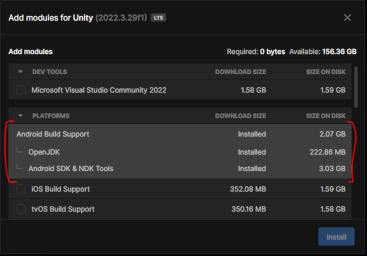 Add modules for Unity (2022.3.29f1) LTS
Add modules Required: 0 bytes Available: 156.36 GB
DEV TOOLS DOWNLOAD SIZE SIZE ON DISK
Microsoft Visual Studio Community 2022 1.58 GB 1.59 GB
PLATFORMS DOWNLOAD SIZE SIZE ON DISK
Android Build Support Installed 2.07 GB
OpenJDK Installed 222.86 MB
Android SDK & NDK Tools Installed 3.03 GB
iOS Build Support 352.08 MB 1.59 GB
tvOS Build Support 350.16 MB 1.58 GB
Install